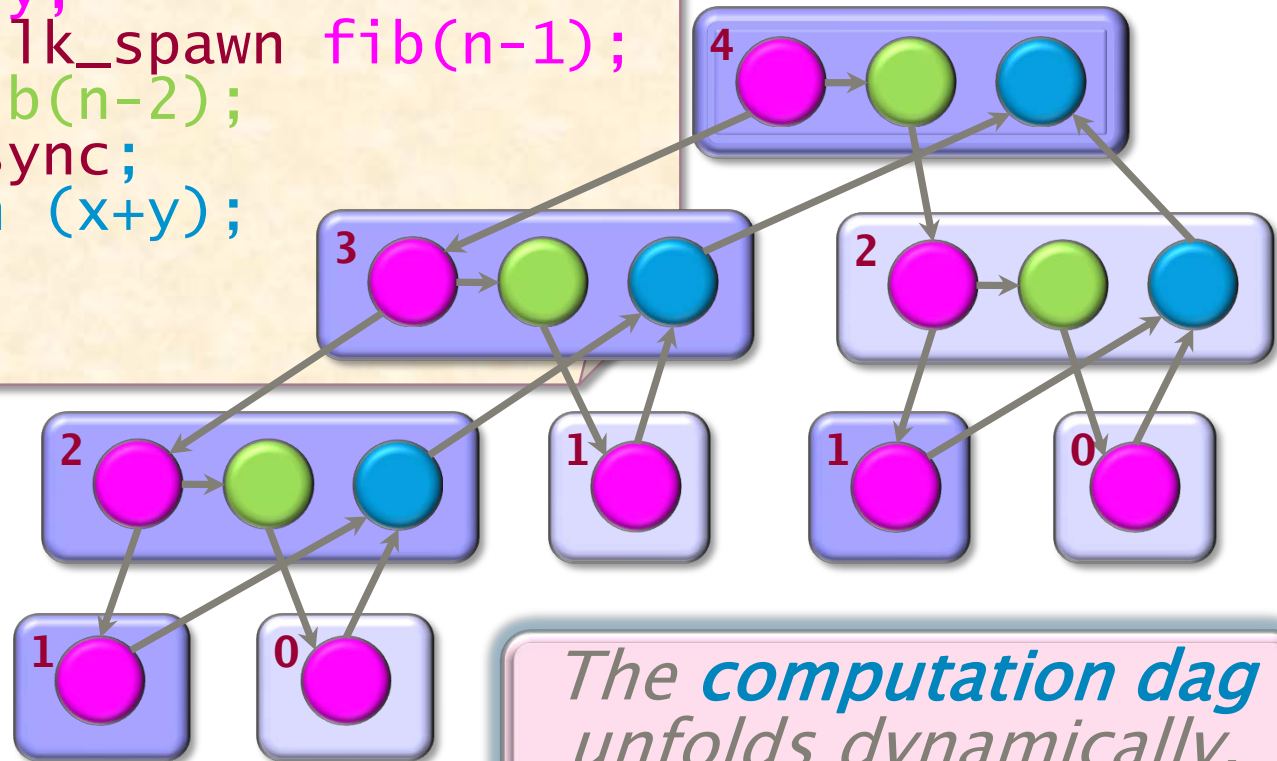 y;
lk_spawn fib(n-1);
b(n-2);
ync;
(x+y);
4
3
2
2
1
1
0
1
0
The computation dag
unfolds dynamically.